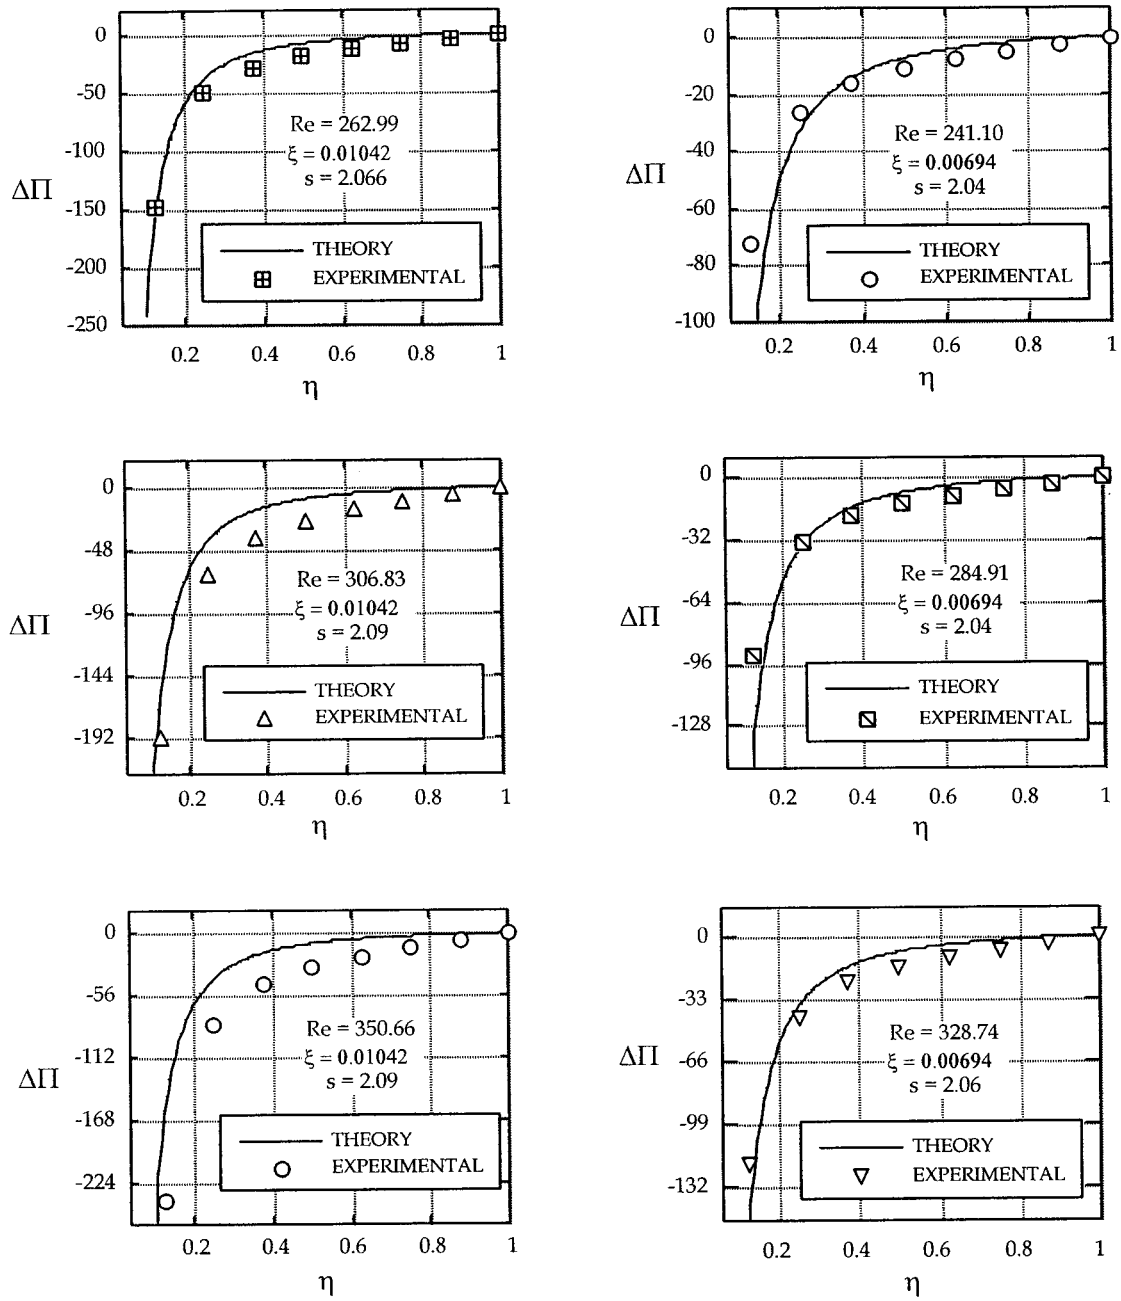 0
-50
-100
-150
-200
-250
ΔΠ
Re = 262.99
ξ = 0.01042
s = 2.066
THEORY
EXPERIMENTAL
0.2 0.4 0.6 0.8 1
η
0
-20
-40
-60
-80
-100
ΔΠ
Re = 241.10
ξ = 0.00694
s = 2.04
THEORY
EXPERIMENTAL
0.2 0.4 0.6 0.8 1
η
0
-48
-96
-144
-192
ΔΠ
Re = 306.83
ξ = 0.01042
s = 2.09
THEORY
EXPERIMENTAL
0.2 0.4 0.6 0.8 1
η
0
-32
-64
-96
-128
ΔΠ
Re = 284.91
ξ = 0.00694
s = 2.04
THEORY
EXPERIMENTAL
0.2 0.4 0.6 0.8 1
η
0
-56
-112
-168
-224
ΔΠ
Re = 350.66
ξ = 0.01042
s = 2.09
THEORY
EXPERIMENTAL
0.2 0.4 0.6 0.8 1
η
0
-33
-66
-99
-132
ΔΠ
Re = 328.74
ξ = 0.00694
s = 2.06
THEORY
EXPERIMENTAL
0.2 0.4 0.6 0.8 1
η